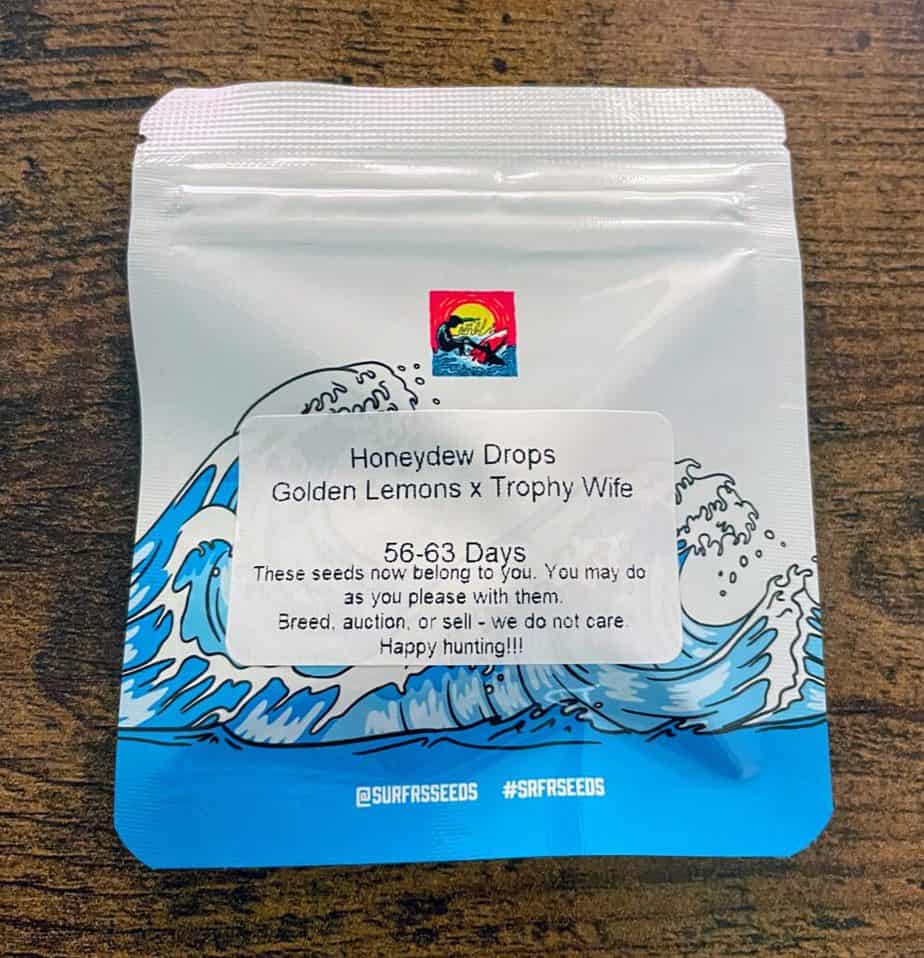 Honeydew Drops
Golden Lemons x Trophy Wife
56-63 Days
These seeds now belong to you. You may do
as you please with them.
Breed, auction, or sell - we do not care.
Happy hunting!!!
@SURFRSSEEDS #SRFRSEEDS